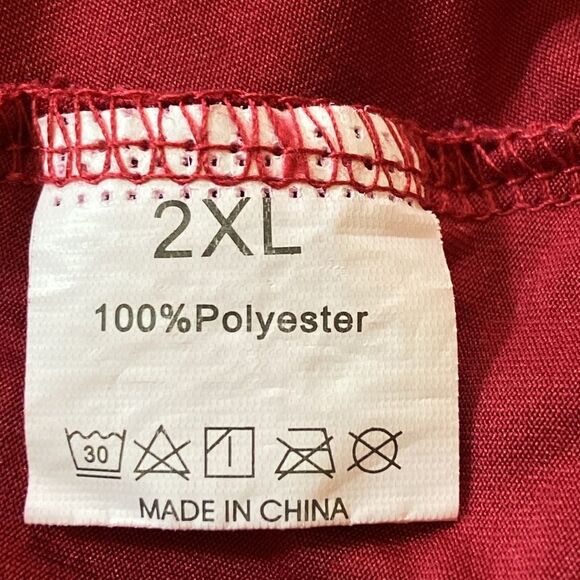 2XL
100%Polyester
30
MADE IN CHINA